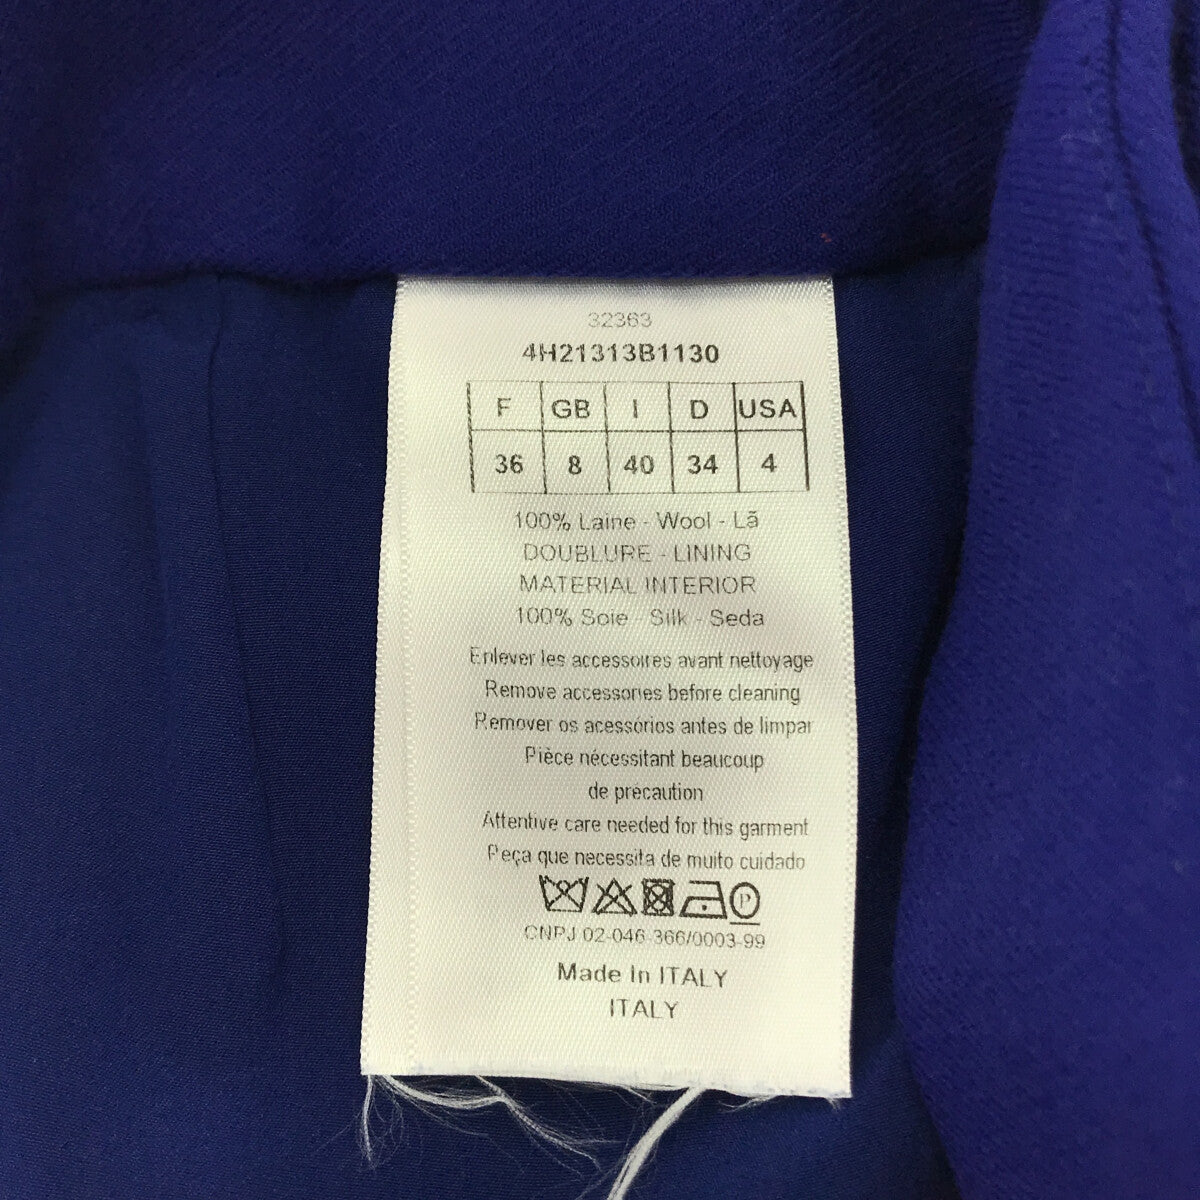 32363
4H21313B1130
F GB I D USA
36 8 40 34 4
100% Laine - Wool - Lã
DOUBLURE - LINING
MATERIAL INTERIOR
100% Soie - Silk - Seda
Enlever les accessoires avant nettoyage
Remove accessories before cleaning
Remover os acessórios antes de limpar
Pièce nécessitant beaucoup
de précaution
Attentive care needed for this garment
Peça que necessita de muito cuidado
P
CNPJ 02-046-366/0003-99
Made In ITALY
ITALY